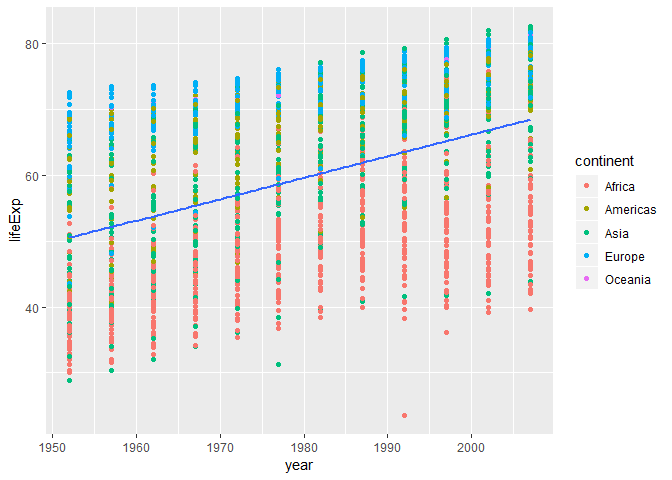 80
60
40
lifeExp
1950
1960
1970
1980
1990
2000
year
continent
Africa
Americas
Asia
Europe
Oceania